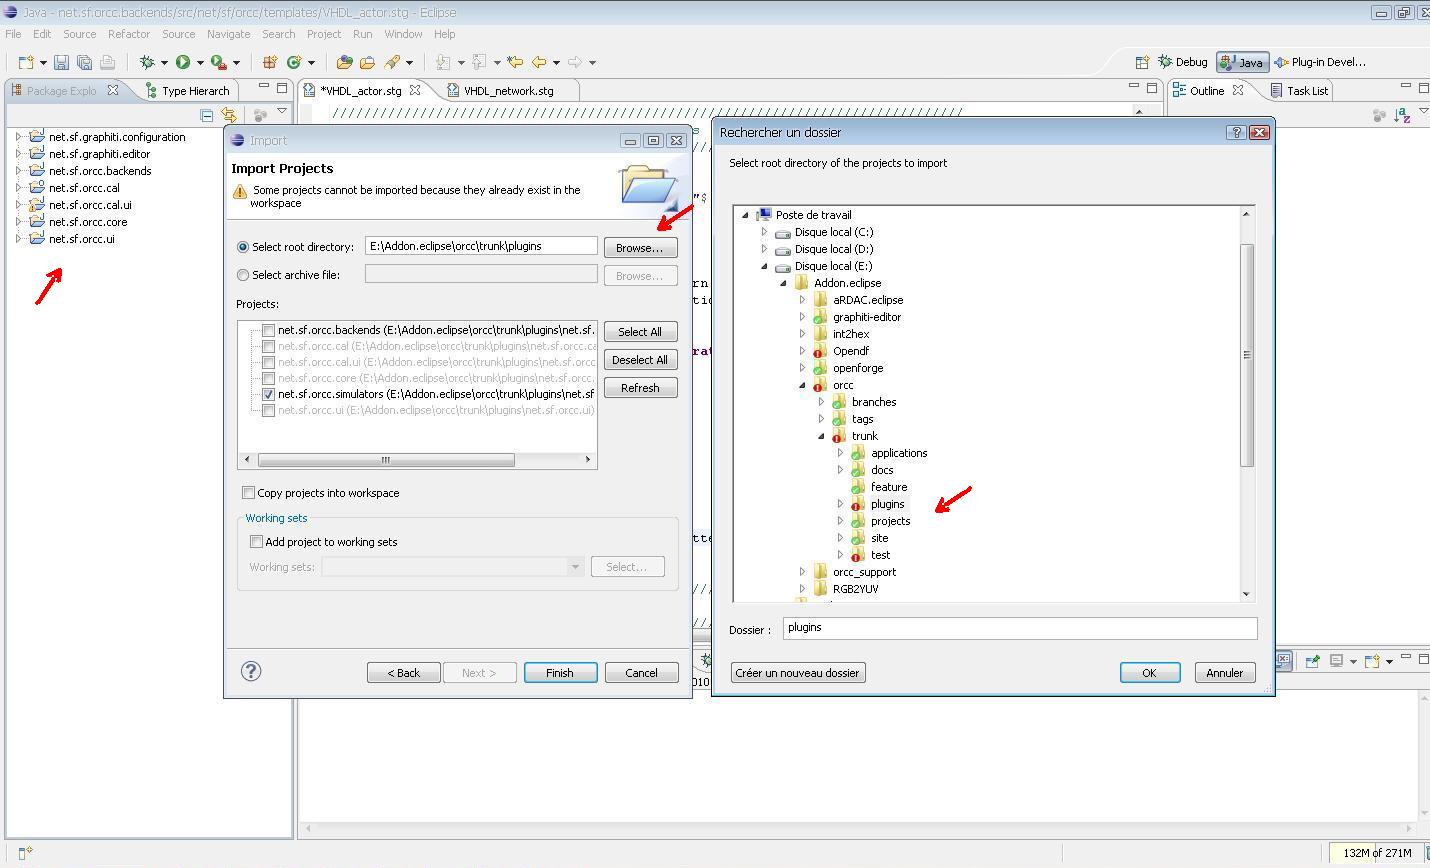 Java - net.sf.orcc.backends/src/net/sf/orcc/templates/VHDL_actor.stg - Eclipse
File Edit Source Refactor Source Navigate Search Project Run Window Help
Debug Java Plug-in Devel...
Package Explo Type Hierarch
*VHDL_actor.stg VHDL_network.stg
Outline Task List
net.sf.graphiti.configuration
net.sf.graphiti.editor
net.sf.orcc.backends
net.sf.orcc.cal
net.sf.orcc.cal.ui
net.sf.orcc.core
net.sf.orcc.ui
Import
Import Projects
Some projects cannot be imported because they already exist in the
workspace
Select root directory: E:\Addon.eclipse\orcc\trunk\plugins Browse...
Select archive file: Browse...
Projects:
net.sf.orcc.backends (E:\Addon.eclipse\orcc\trunk\plugins\net.sf.
net.sf.orcc.cal (E:\Addon.eclipse\orcc\trunk\plugins\net.sf.orcc.ca
net.sf.orcc.cal.ui (E:\Addon.eclipse\orcc\trunk\plugins\net.sf.orcc.
net.sf.orcc.core (E:\Addon.eclipse\orcc\trunk\plugins\net.sf.orcc.
net.sf.orcc.simulators (E:\Addon.eclipse\orcc\trunk\plugins\net.sf
net.sf.orcc.ui (E:\Addon.eclipse\orcc\trunk\plugins\net.sf.orcc.ui)
Select All
Deselect All
Refresh
Copy projects into workspace
Working sets
Add project to working sets
Working sets: Select...
< Back Next > Finish Cancel
Rechercher un dossier
Select root directory of the projects to import
Poste de travail
Disque local (C:)
Disque local (D:)
Disque local (E:)
Addon.eclipse
aRDAC.eclipse
graphiti-editor
int2hex
Opendf
openforge
orcc
branches
tags
trunk
applications
docs
feature
plugins
projects
site
test
orcc_support
RGB2YUV
Dossier : plugins
Créer un nouveau dossier OK Annuler
132M of 271M